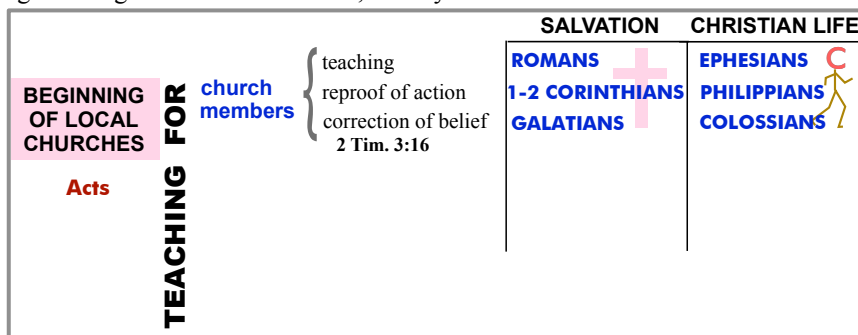 SALVATION CHRISTIAN LIFE
BEGINNING
OF LOCAL
CHURCHES
Acts
TEACHING FOR
church
members
teaching
reproof of action
correction of belief
2 Tim. 3:16
ROMANS
1-2 CORINTHIANS
GALATIANS
EPHESIANS C
PHILIPPIANS
COLOSSIANS